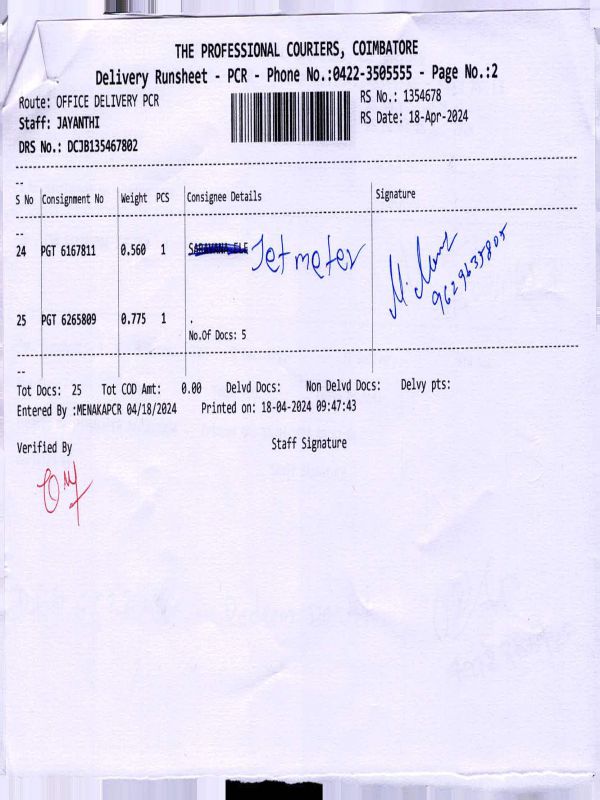 THE PROFESSIONAL COURIERS, COIMBATORE
Delivery Runsheet - PCR - Phone No.:0422-3505555 - Page No.:2
Route: OFFICE DELIVERY PCR
RS No.: 1354678
Staff: JAYANTHI
RS Date: 18-Apr-2024
DRS No.: DCJB135467802
S No Consignment No Weight PCS Consignee Details Signature
24 PGT 6167811 0.560 1 Jetmeter
9629635805
25 PGT 6265809 0.775 1 .
No.Of Docs: 5
Tot Docs: 25 Tot COD Amt: 0.00 Delvd Docs: Non Delvd Docs: Delvy pts:
Entered By :MENAKAPCR 04/18/2024 Printed on: 18-04-2024 09:47:43
Verified By Staff Signature